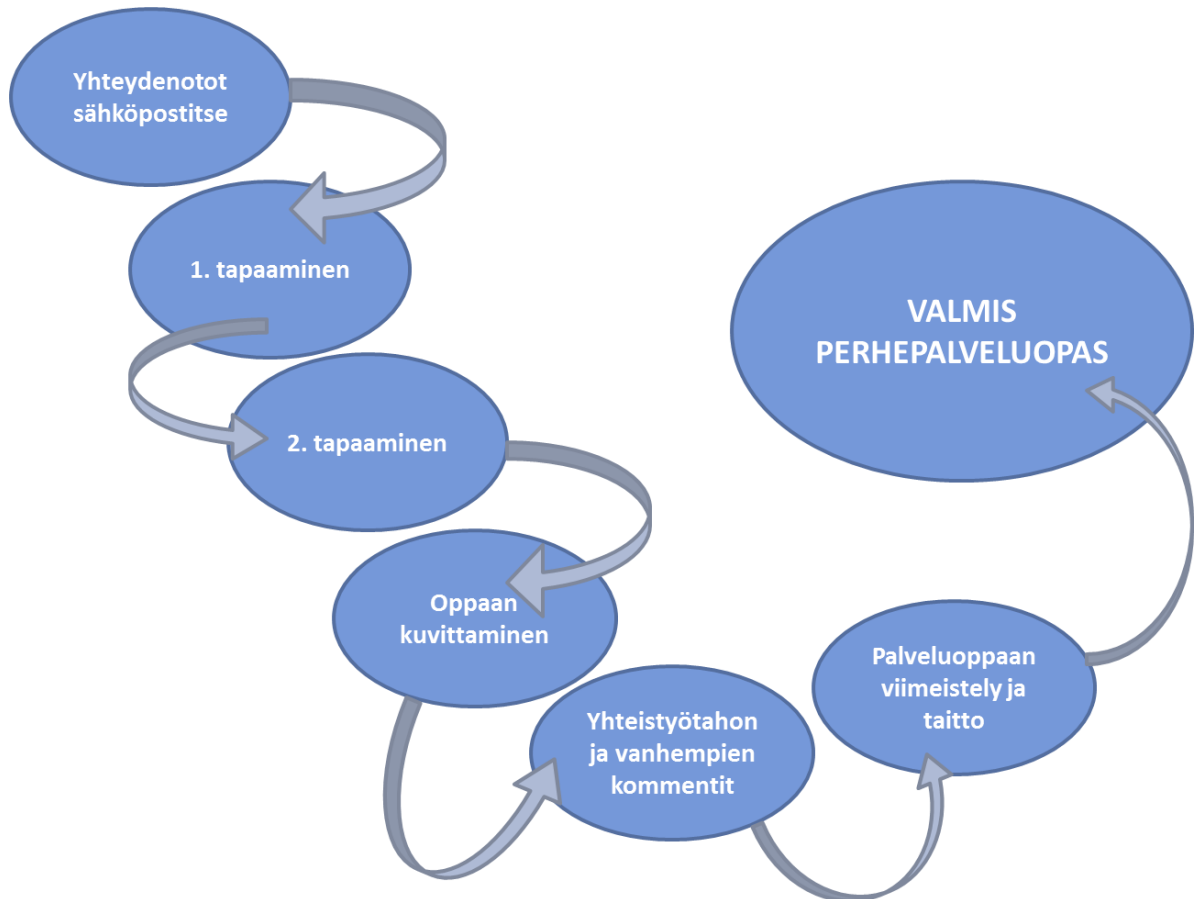 Yhteydenotot
sähköpostitse
1. tapaaminen
2. tapaaminen
Oppaan
kuvittaminen
Yhteistyötahon
ja vanhempien
kommentit
Palveluoppaan
viimeistely ja
taitto
VALMIS
PERHEPALVELUOPAS